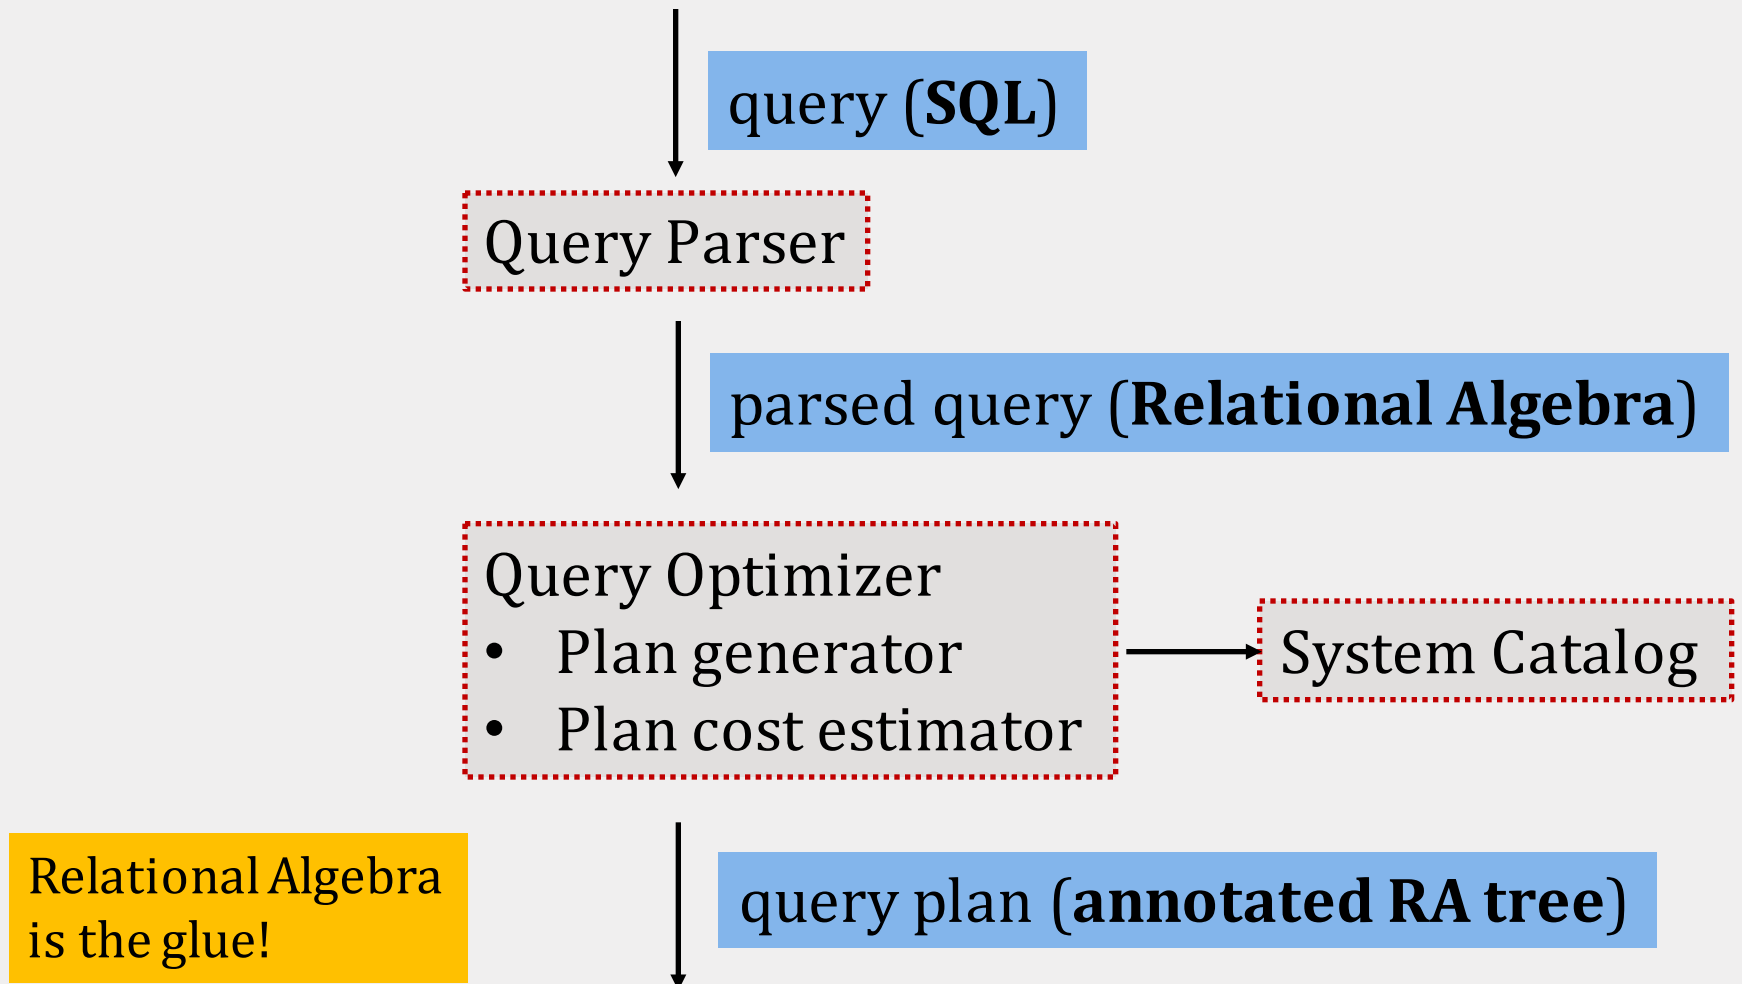 query (SQL)
Query Parser
parsed query (Relational Algebra)
Query Optimizer
• Plan generator
• Plan cost estimator
System Catalog
Relational Algebra
is the glue!
query plan (annotated RA tree)